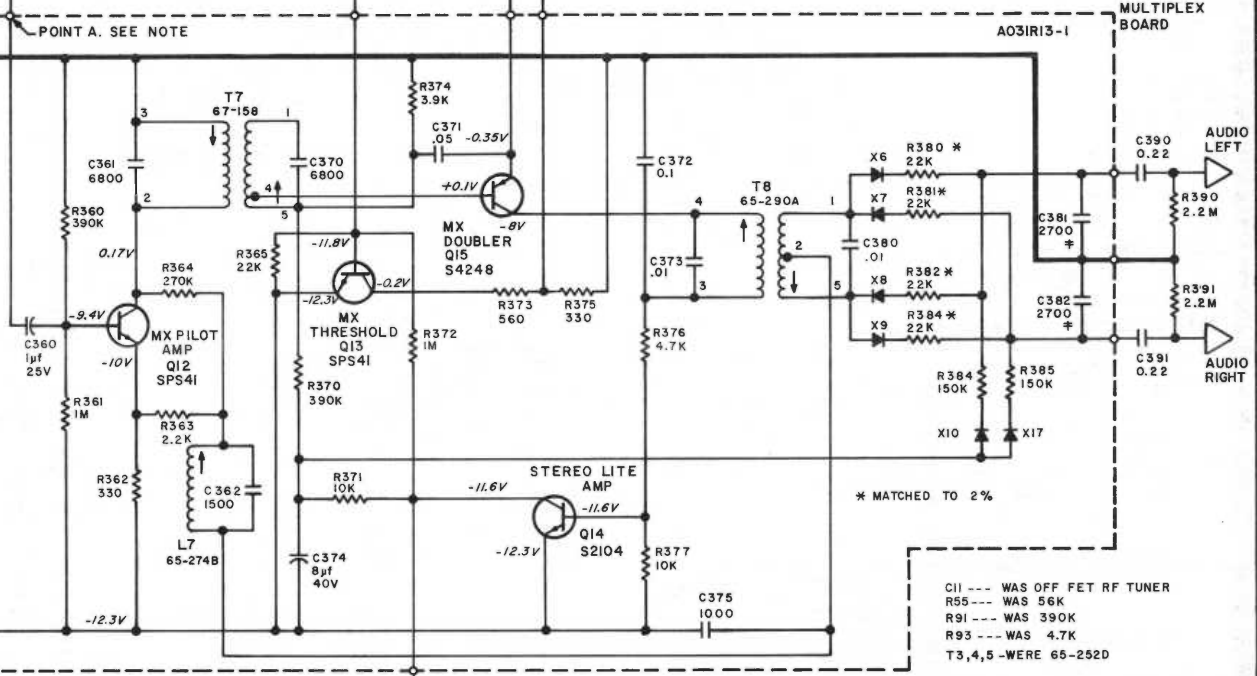 MULTIPLEX
BOARD
POINT A. SEE NOTE
A031R13-1
T7
67-158
3
1
2
4
5
C361
6800
C370
6800
R374
3.9K
C371
.05
-0.35V
+0.1V
MX
DOUBLER
Q15
S4248
-8V
C372
0.1
T8
65-290A
4
3
1
2
5
C373
.01
C380
.01
X6
R380 *
22K
X7
R381*
22K
X8
R382*
22K
X9
R384*
22K
C381
2700
*
C382
2700
*
C390
0.22
AUDIO
LEFT
R390
2.2M
R391
2.2M
C391
0.22
AUDIO
RIGHT
R360
390K
0.17V
R364
270K
-9.4V
C360
1µf
25V
MX PILOT
AMP
Q12
SPS41
-10V
R361
1M
R363
2.2K
R362
330
C362
1500
L7
65-274B
-12.3V
R365
22K
-11.8V
-12.3V
-0.2V
MX
THRESHOLD
Q13
SPS41
R373
560
R375
330
R372
1M
R370
390K
R376
4.7K
R384
150K
R385
150K
X10
X17
R371
10K
-11.6V
STEREO LITE
AMP
-11.6V
Q14
S2104
-12.3V
R377
10K
C374
8µf
40V
C375
1000
* MATCHED TO 2%
C11 --- WAS OFF FET RF TUNER
R55--- WAS 56K
R91 --- WAS 390K
R93 --- WAS 4.7K
T3,4,5 -WERE 65-252D